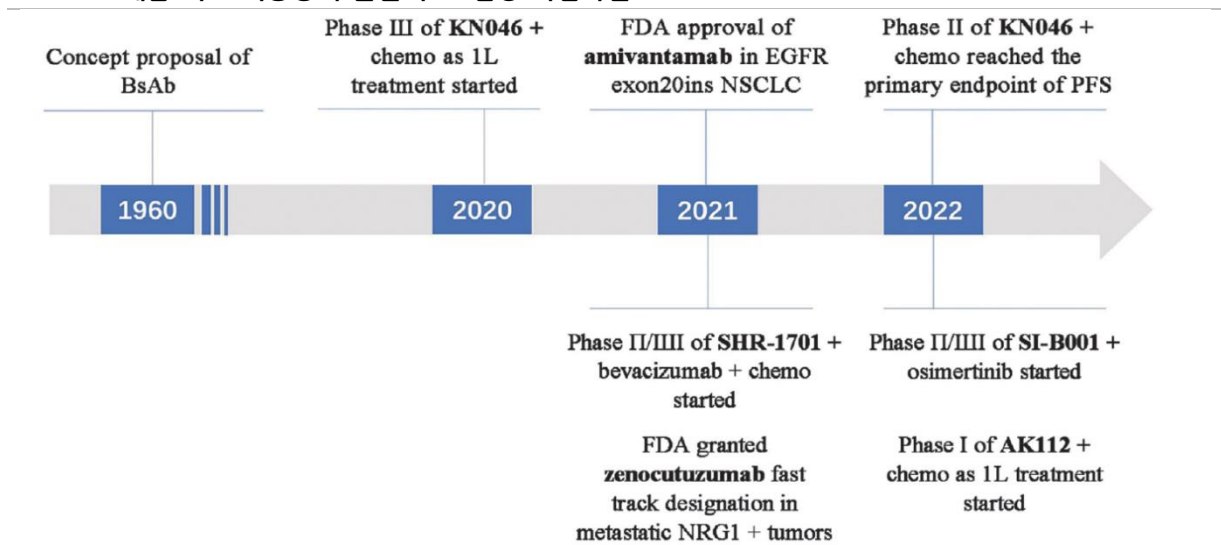 Concept proposal of
BsAb
Phase III of KN046 +
chemo as 1L
treatment started
FDA approval of
amivantamab in EGFR
exon20ins NSCLC
Phase II of KN046 +
chemo reached the
primary endpoint of PFS
1960
2020
2021
2022
Phase II/IIII of SHR-1701 +
bevacizumab + chemo
started
FDA granted
zenocutuzumab fast
track designation in
metastatic NRG1 + tumors
Phase II/IIII of SI-B001 +
osimertinib started
Phase I of AK112 +
chemo as 1L treatment
started